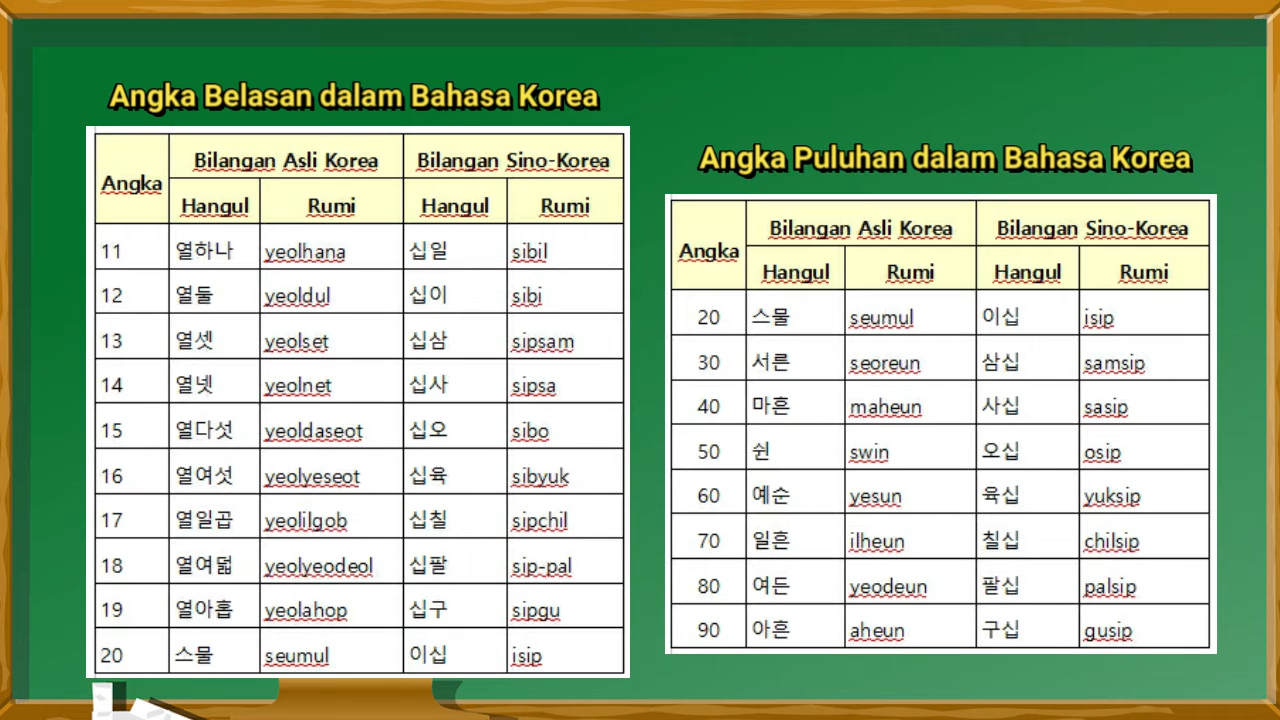 Angka Belasan dalam Bahasa Korea
Angka Bilangan Asli Korea Bilangan Sino-Korea
Hangul Rumi Hangul Rumi
11 열하나 yeolhana 십일 sibil
12 열둘 yeoldul 십이 sibi
13 열셋 yeolset 십삼 sipsam
14 열넷 yeolnet 십사 sipsa
15 열다섯 yeoldaseot 십오 sibo
16 열여섯 yeolyeseot 십육 sibyuk
17 열일곱 yeolilgob 십칠 sipchil
18 열여덟 yeolyeodeol 십팔 sip-pal
19 열아홉 yeolahop 십구 sipgu
20 스물 seumul 이십 isip
Angka Puluhan dalam Bahasa Korea
Angka Bilangan Asli Korea Bilangan Sino-Korea
Hangul Rumi Hangul Rumi
20 스물 seumul 이십 isip
30 서른 seoreun 삼십 samsip
40 마흔 maheun 사십 sasip
50 쉰 swin 오십 osip
60 예순 yesun 육십 yuksip
70 일흔 ilheun 칠십 chilsip
80 여든 yeodeun 팔십 palsip
90 아흔 aheun 구십 gusip